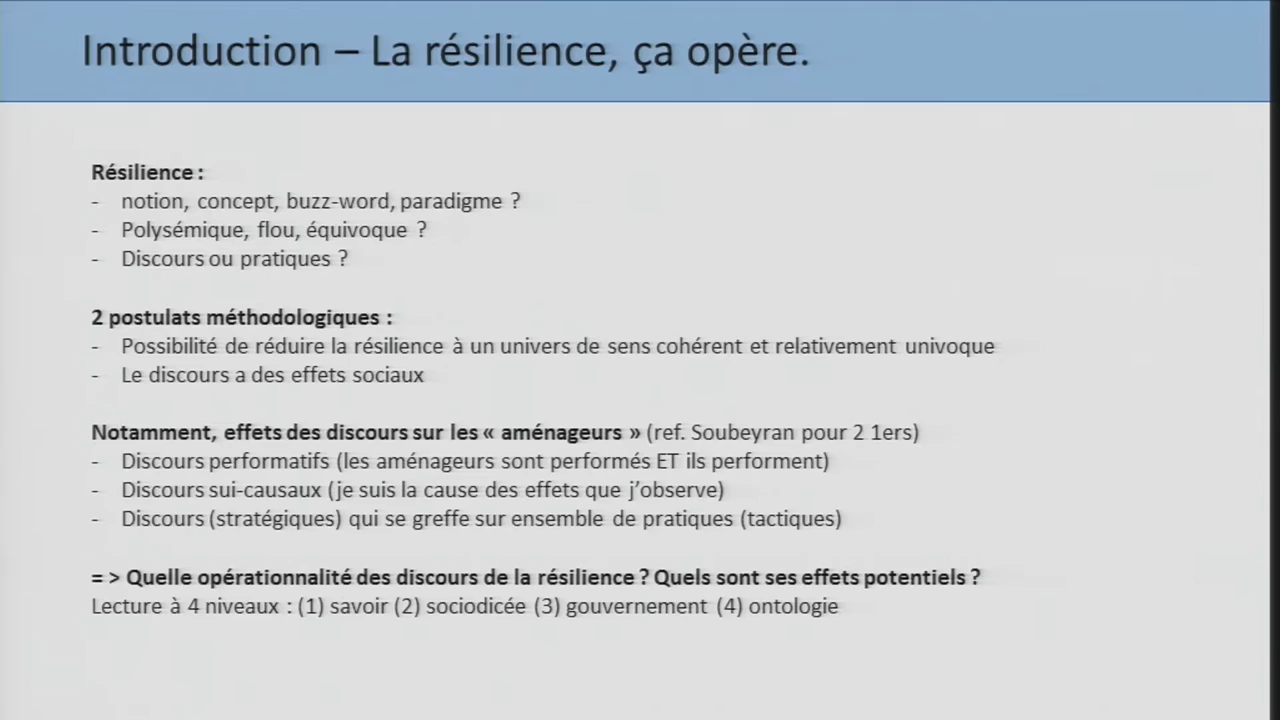 Introduction – La résilience, ça opère.
Résilience :
- notion, concept, buzz-word, paradigme ?
- Polysémique, flou, équivoque ?
- Discours ou pratiques ?
2 postulats méthodologiques :
- Possibilité de réduire la résilience à un univers de sens cohérent et relativement univoque
- Le discours a des effets sociaux
Notamment, effets des discours sur les « aménageurs » (ref. Soubeyran pour 2 1ers)
- Discours performatifs (les aménageurs sont performés ET ils performent)
- Discours sui-causaux (je suis la cause des effets que j’observe)
- Discours (stratégiques) qui se greffe sur ensemble de pratiques (tactiques)
= > Quelle opérationnalité des discours de la résilience ? Quels sont ses effets potentiels ?
Lecture à 4 niveaux : (1) savoir (2) sociodicée (3) gouvernement (4) ontologie